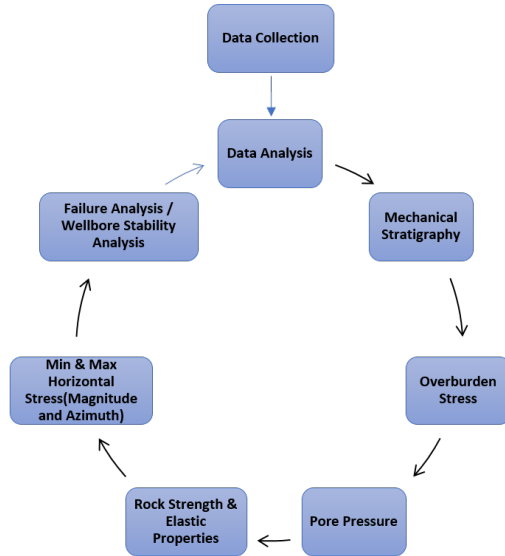 Data Collection
Data Analysis
Mechanical
Stratigraphy
Overburden
Stress
Pore Pressure
Rock Strength &
Elastic
Properties
Min & Max
Horizontal
Stress(Magnitude
and Azimuth)
Failure Analysis /
Wellbore Stability
Analysis